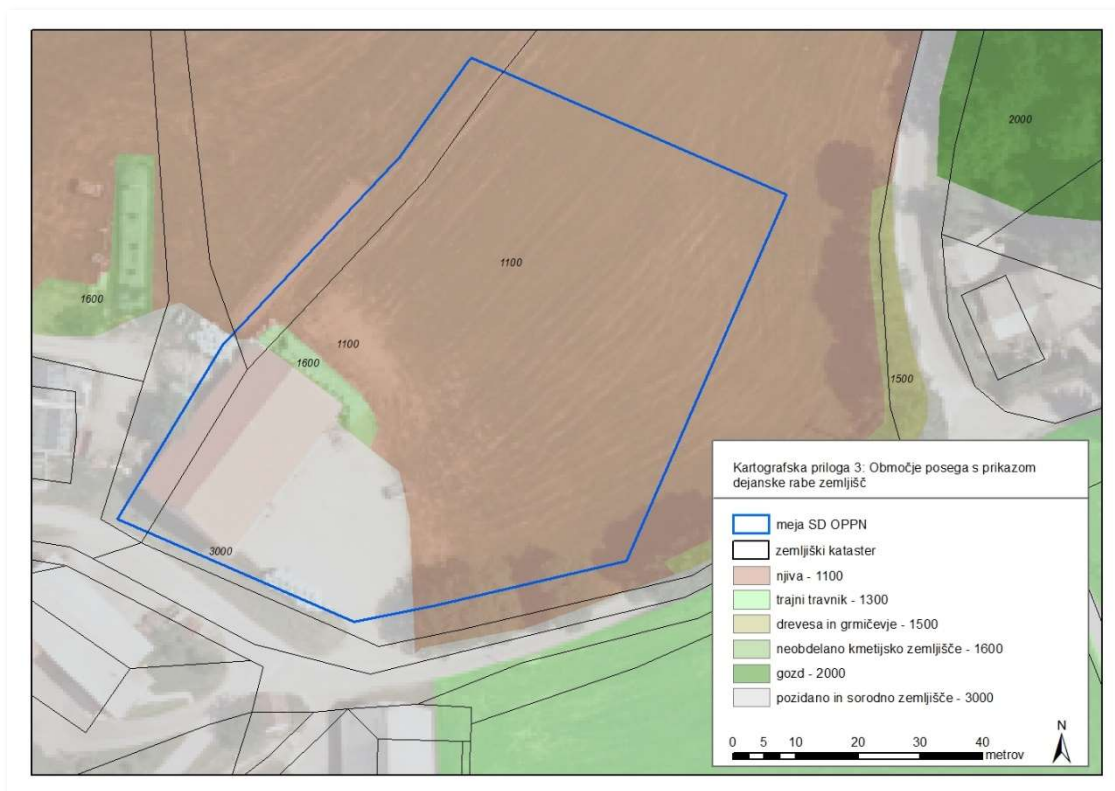 2000
1100
1600
1100
1600
1500
3000
Kartografska priloga 3: Območje posega s prikazom
dejanske rabe zemljišč
meja SD OPPN
zemljiški kataster
njiva - 1100
trajni travnik - 1300
drevesa in grmičevje - 1500
neobdelano kmetijsko zemljišče - 1600
gozd - 2000
pozidano in sorodno zemljišče - 3000
N
0 5 10 20 30 40
metrov